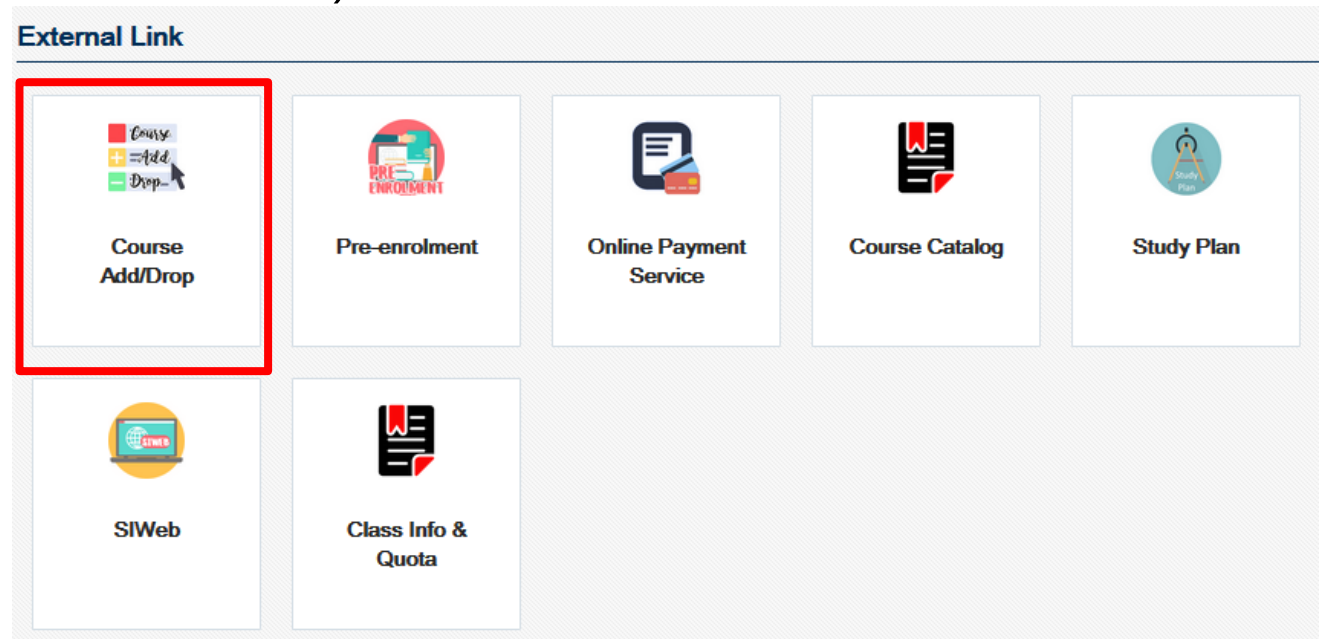 External Link
Course
=Add
Drop
PRE-
ENROLMENT
Study
Plan
Course
Add/Drop
Pre-enrolment
Online Payment
Service
Course Catalog
Study Plan
SIWEB
SIWeb
Class Info &
Quota